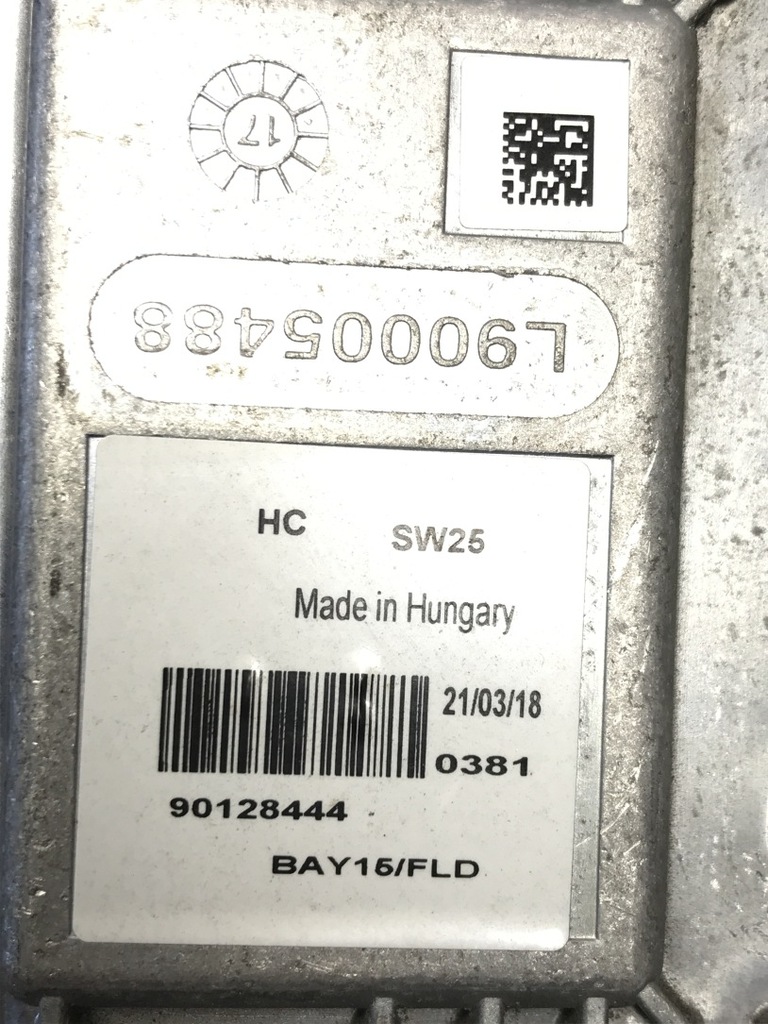 17
L90005488
HC SW25
Made in Hungary
21/03/18
0381
90128444
BAY15/FLD